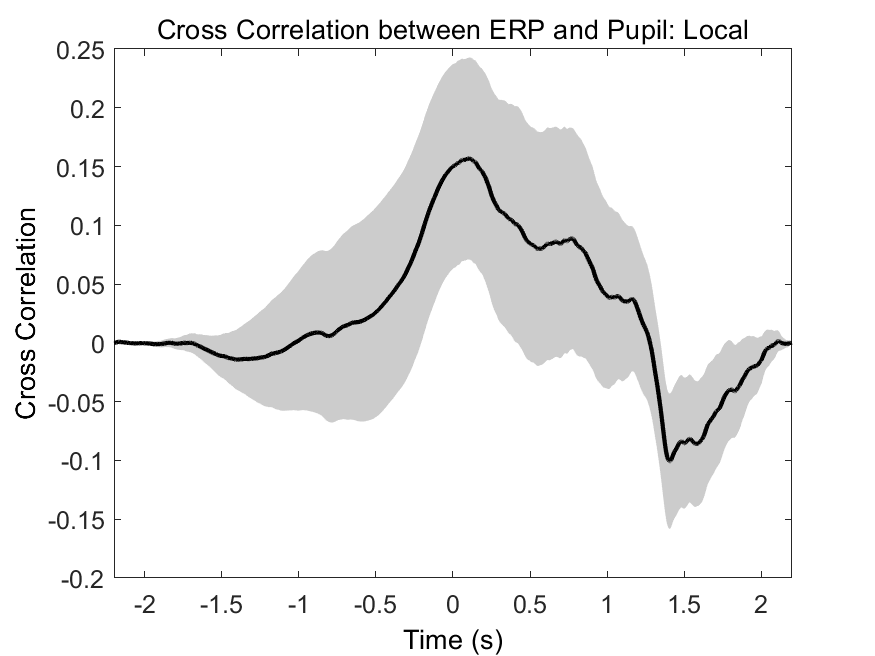 Cross Correlation between ERP and Pupil: Local
0.25
0.2
0.15
0.1
0.05
0
-0.05
-0.1
-0.15
-0.2
Cross Correlation
-2 -1.5 -1 -0.5 0 0.5 1 1.5 2
Time (s)